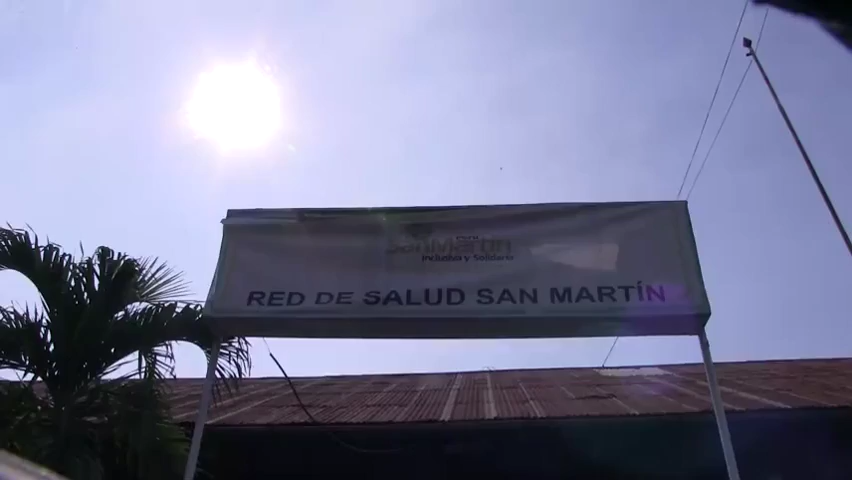 San Martín
Inclusiva y Solidaria
RED DE SALUD SAN MARTÍN